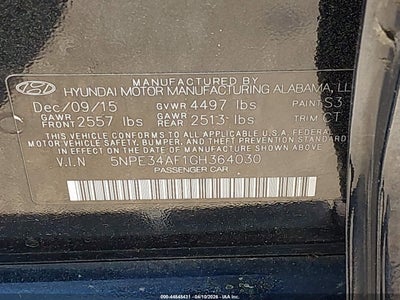 MANUFACTURED BY
HYUNDAI MOTOR MANUFACTURING ALABAMA, LL
Dec/09/15 GVWR 4497 lbs PAINT S3
GAWR FRONT 2557 lbs GAWR REAR 2513 lbs TRIM CT
THIS VEHICLE CONFORMS TO ALL APPLICABLE U.S. FEDERAL
MOTOR VEHICLE SAFETY, BUMPER, AND THEFT PREVENTION STANDARDS
IN EFFECT ON THE DATE OF MANUFACTURE SHOWN ABOVE.
V.I.N 5NPE34AF1GH364030
PASSENGER CAR